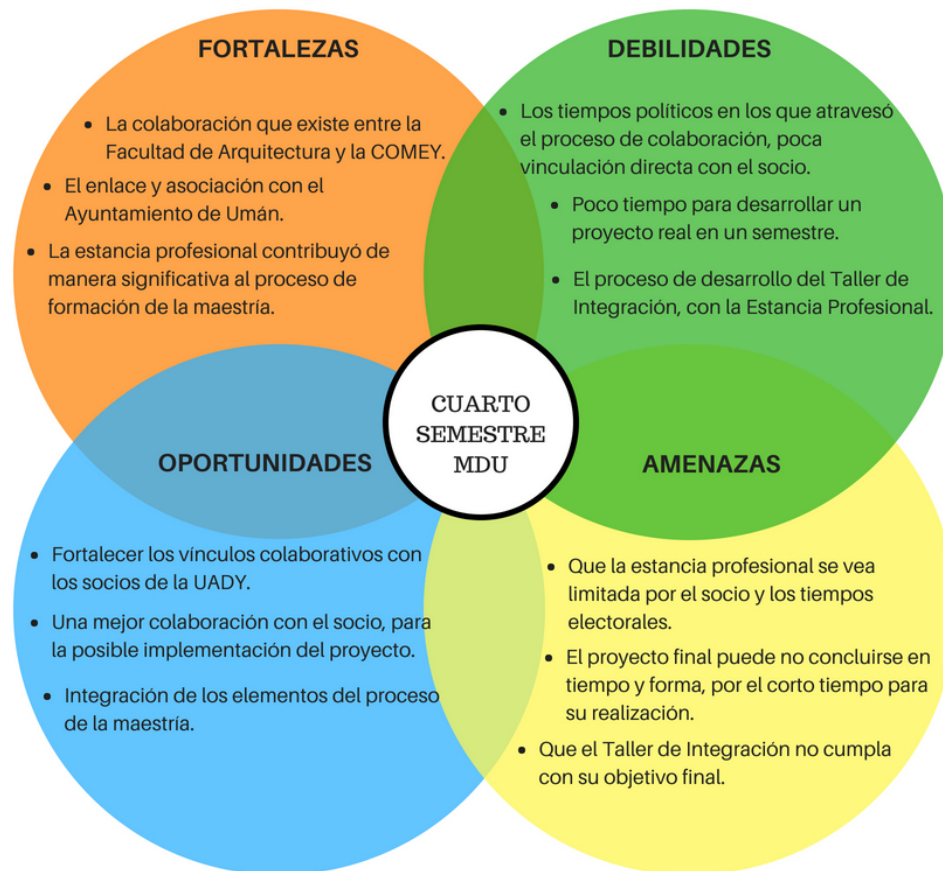 FORTALEZAS
• La colaboración que existe entre la
Facultad de Arquitectura y la COMEY.
• El enlace y asociación con el
Ayuntamiento de Umán.
• La estancia profesional contribuyó de
manera significativa al proceso de
formación de la maestría.
DEBILIDADES
• Los tiempos políticos en los que atravesó
el proceso de colaboración, poca
vinculación directa con el socio.
• Poco tiempo para desarrollar un
proyecto real en un semestre.
• El proceso de desarrollo del Taller de
Integración, con la Estancia Profesional.
CUARTO
SEMESTRE
MDU
OPORTUNIDADES
• Fortalecer los vínculos colaborativos con
los socios de la UADY.
• Una mejor colaboración con el socio, para
la posible implementación del proyecto.
• Integración de los elementos del proceso
de la maestría.
AMENAZAS
• Que la estancia profesional se vea
limitada por el socio y los tiempos
electorales.
• El proyecto final puede no concluirse en
tiempo y forma, por el corto tiempo para
su realización.
• Que el Taller de Integración no cumpla
con su objetivo final.